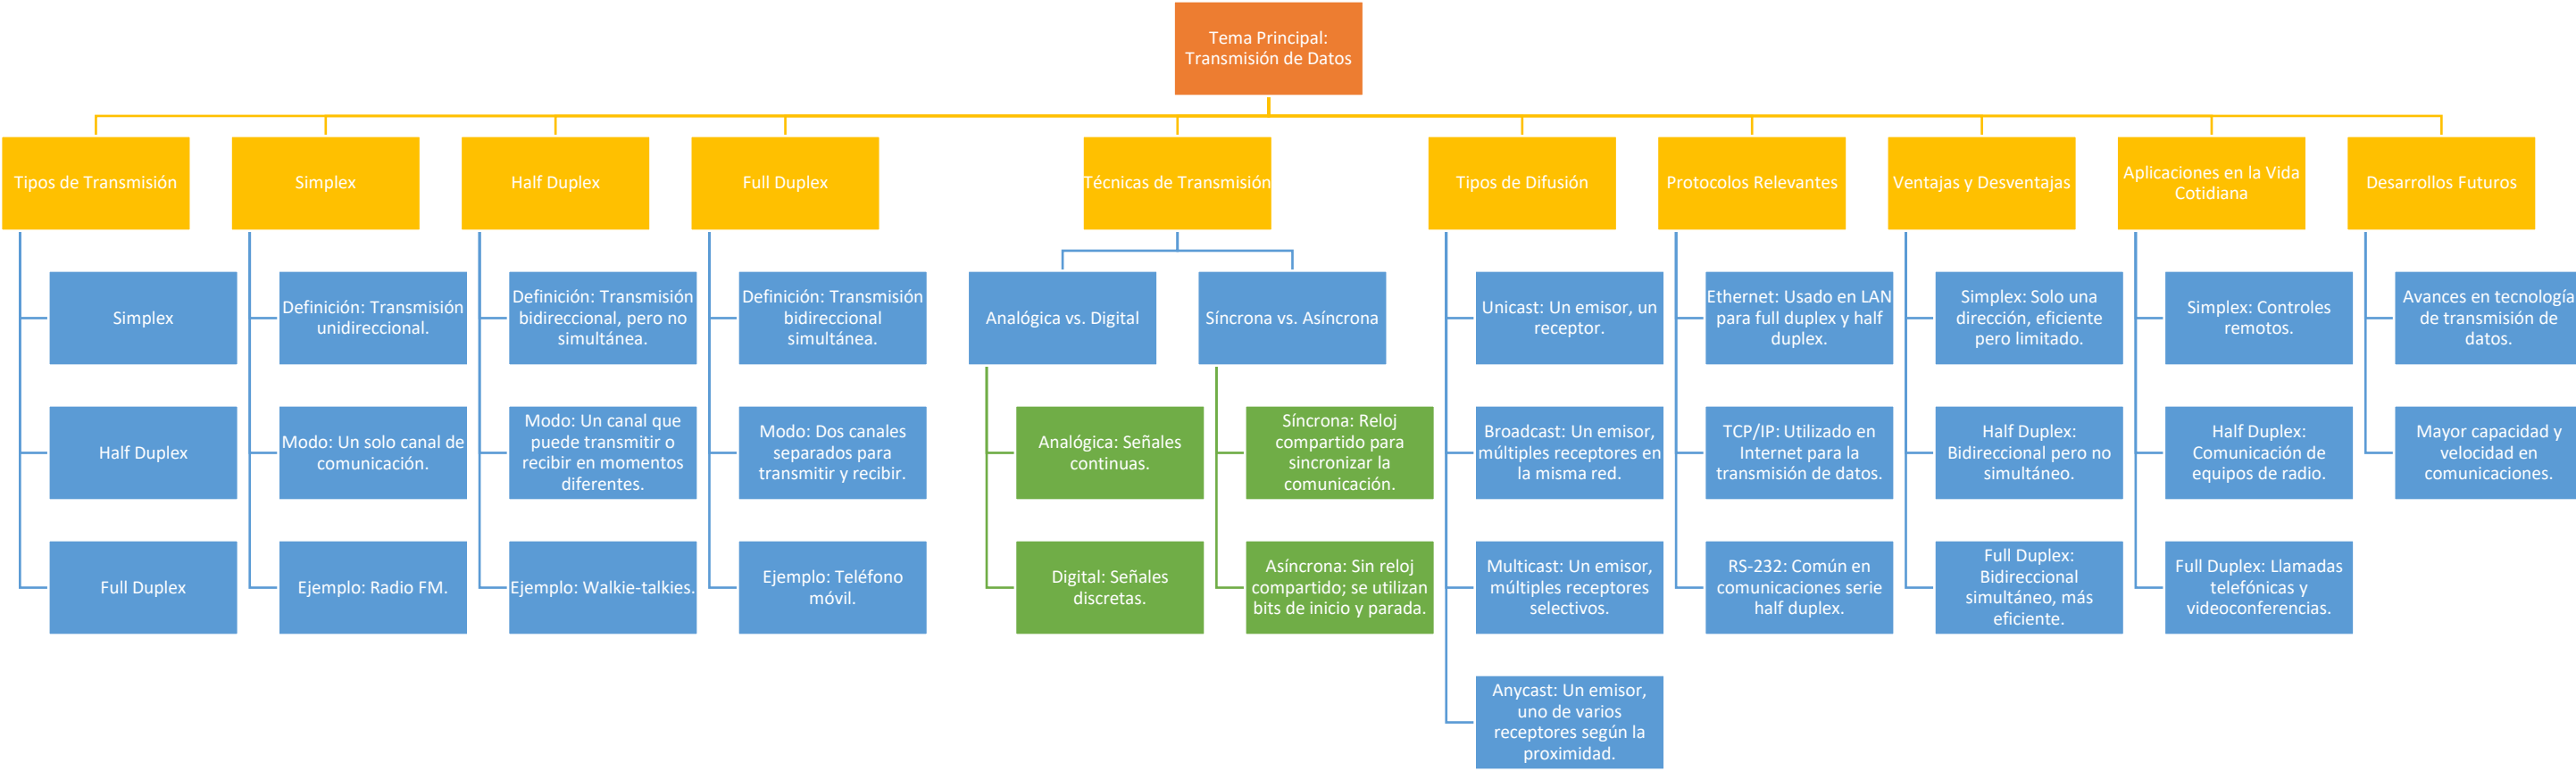 Tema Principal:
Transmisión de Datos
Tipos de Transmisión
Simplex
Half Duplex
Full Duplex
Simplex
Definición: Transmisión
unidireccional.
Modo: Un solo canal de
comunicación.
Ejemplo: Radio FM.
Half Duplex
Definición: Transmisión
bidireccional, pero no
simultánea.
Modo: Un canal que
puede transmitir o
recibir en momentos
diferentes.
Ejemplo: Walkie-talkies.
Full Duplex
Definición: Transmisión
bidireccional
simultánea.
Modo: Dos canales
separados para
transmitir y recibir.
Ejemplo: Teléfono
móvil.
Técnicas de Transmisión
Analógica vs. Digital
Analógica: Señales
continuas.
Digital: Señales
discretas.
Síncrona vs. Asíncrona
Síncrona: Reloj
compartido para
sincronizar la
comunicación.
Asíncrona: Sin reloj
compartido; se utilizan
bits de inicio y parada.
Tipos de Difusión
Unicast: Un emisor, un
receptor.
Broadcast: Un emisor,
múltiples receptores en
la misma red.
Multicast: Un emisor,
múltiples receptores
selectivos.
Anycast: Un emisor,
uno de varios
receptores según la
proximidad.
Protocolos Relevantes
Ethernet: Usado en LAN
para full duplex y half
duplex.
TCP/IP: Utilizado en
Internet para la
transmisión de datos.
RS-232: Común en
comunicaciones serie
half duplex.
Ventajas y Desventajas
Simplex: Solo una
dirección, eficiente
pero limitado.
Half Duplex:
Bidireccional pero no
simultáneo.
Full Duplex:
Bidireccional
simultáneo, más
eficiente.
Aplicaciones en la Vida
Cotidiana
Simplex: Controles
remotos.
Half Duplex:
Comunicación de
equipos de radio.
Full Duplex: Llamadas
telefónicas y
videoconferencias.
Desarrollos Futuros
Avances en tecnología
de transmisión de
datos.
Mayor capacidad y
velocidad en
comunicaciones.